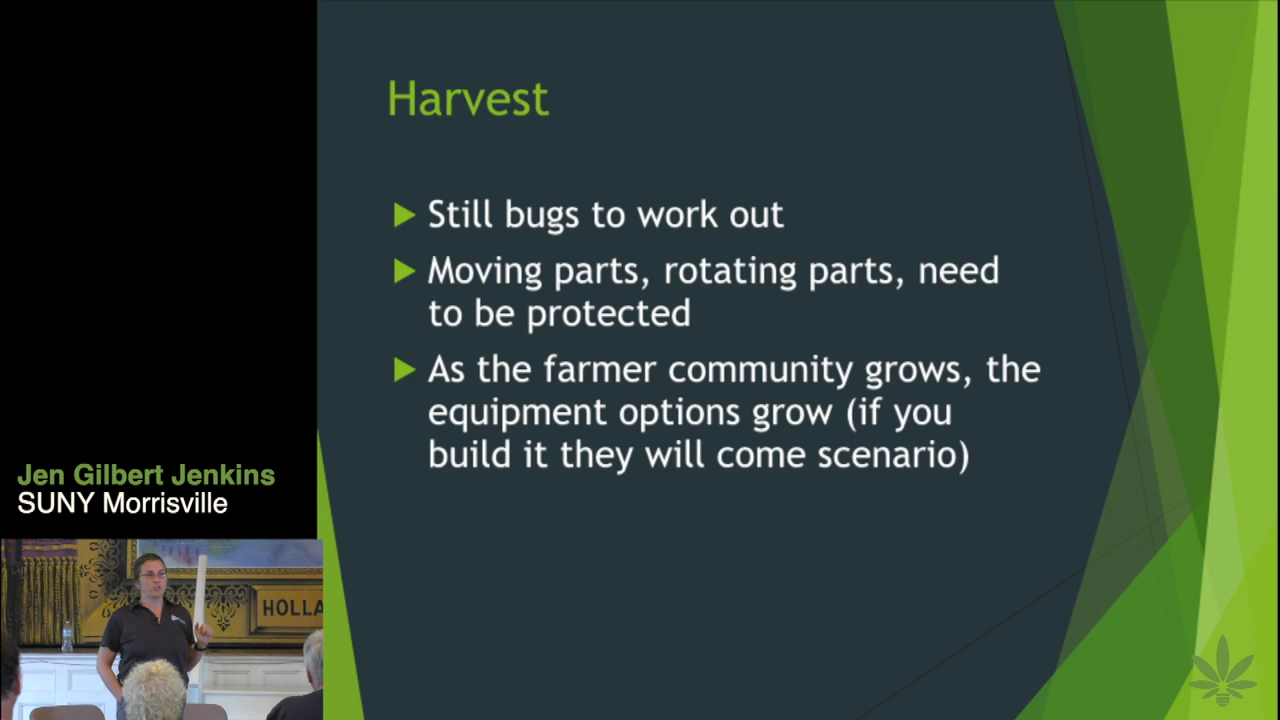 Harvest
Still bugs to work out
Moving parts, rotating parts, need
to be protected
As the farmer community grows, the
equipment options grow (if you
build it they will come scenario)
Jen Gilbert Jenkins
SUNY Morrisville
HOLLA